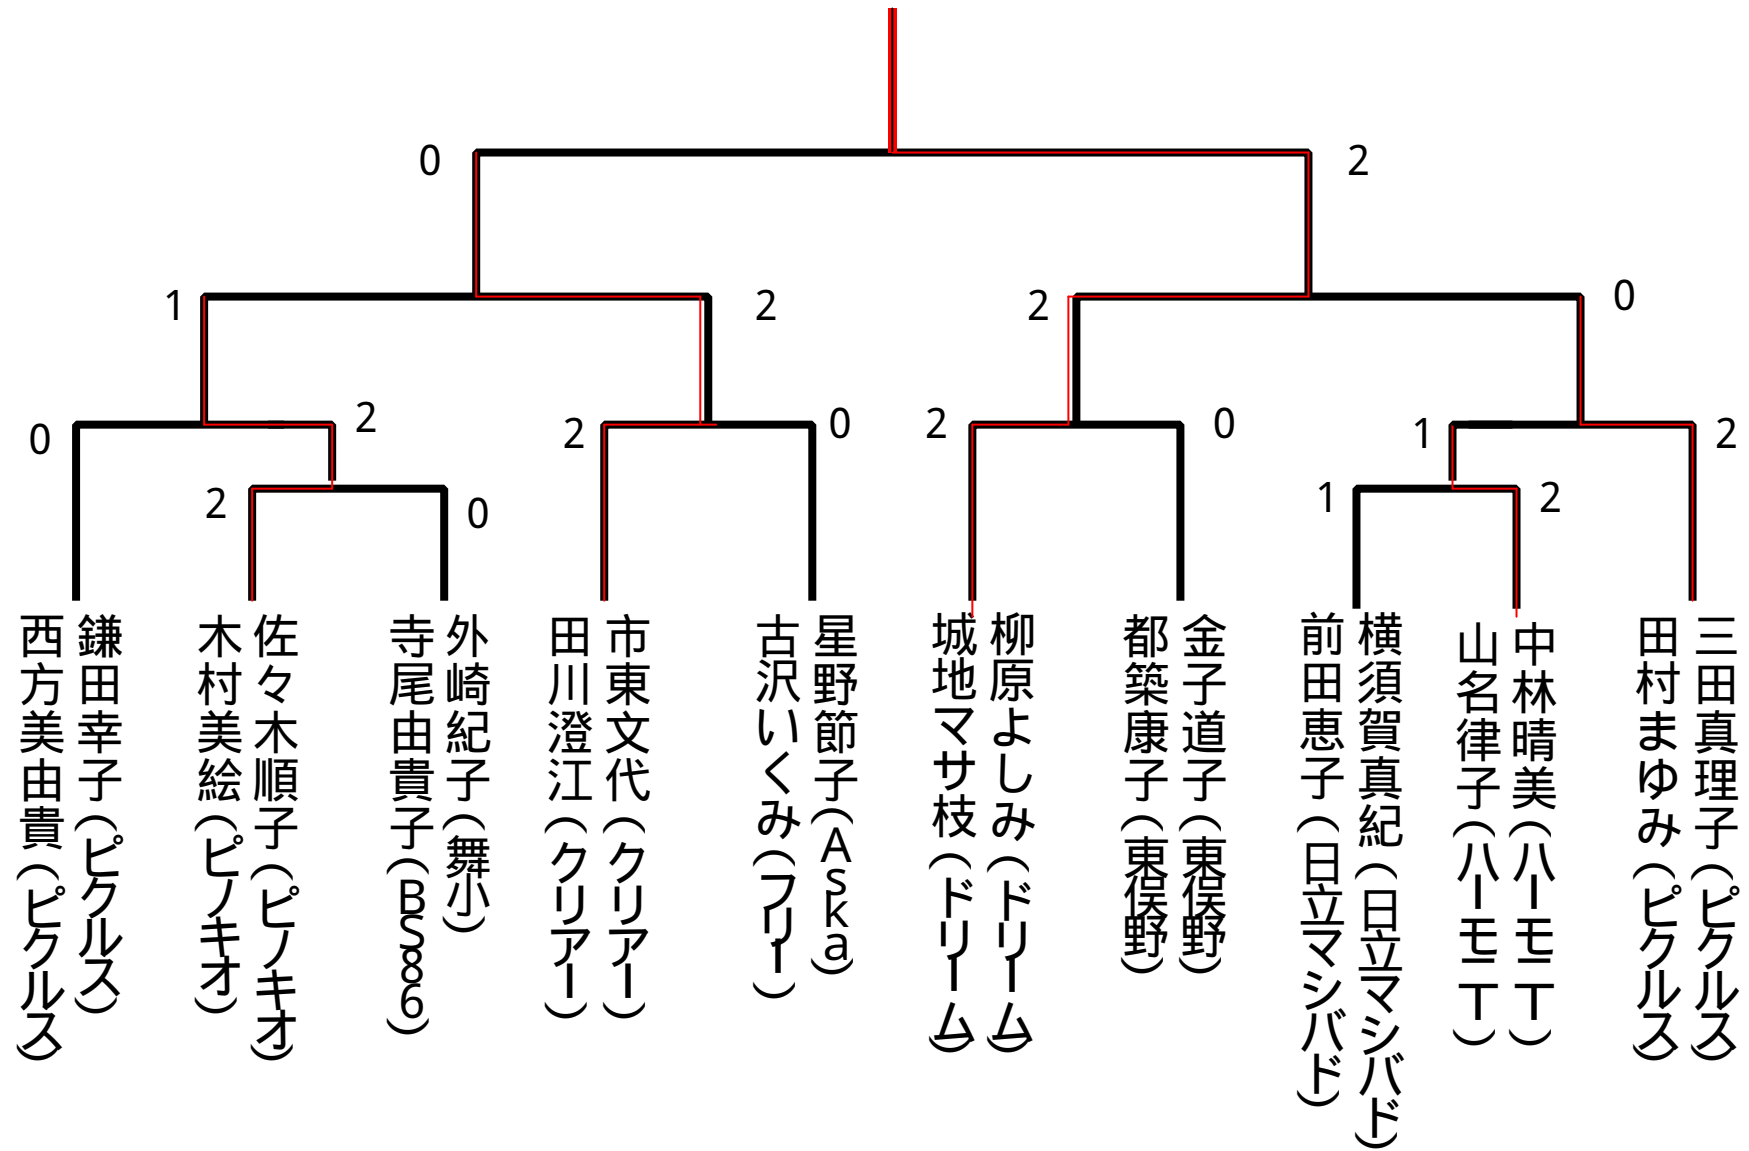 0
2
1
2
2
0
0
2
2
0
2
0
1
2
2
0
1
2
鎌田幸子(ピクルス)
西方美由貴(ピクルス)
佐々木順子(ピノキオ)
木村美絵(ピノキオ)
外崎紀子(舞小)
寺尾由貴子(BS86)
市東文代(クリアー)
田川澄江(クリアー)
星野節子(Aska)
古沢いくみ(フリー)
柳原よしみ(ドリーム)
城地マサ枝(ドリーム)
金子道子(東俣野)
都築康子(東俣野)
横須賀真紀(日立マシバド)
前田恵子(日立マシバド)
中林晴美(ハーモニー)
山名律子(ハーモニー)
三田真理子(ピクルス)
田村まゆみ(ピクルス)